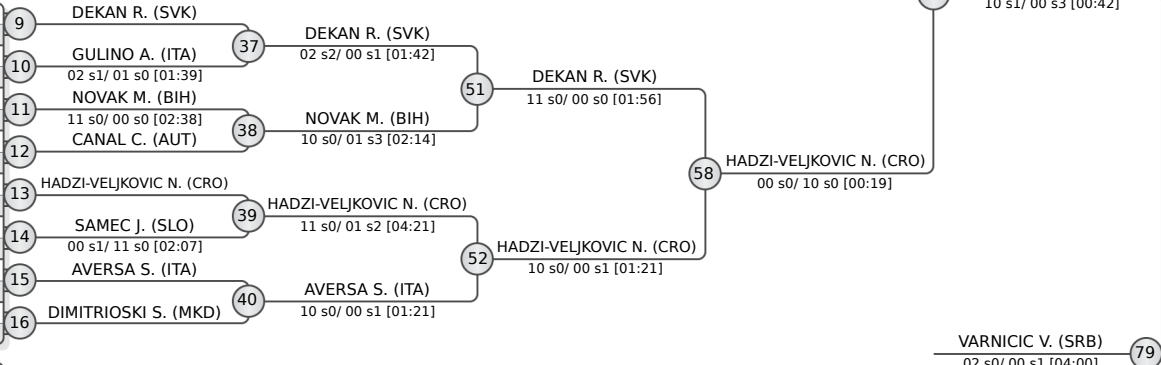 10 s1/ 00 s3 [00:42]
9
DEKAN R. (SVK)
37
DEKAN R. (SVK)
02 s2/ 00 s1 [01:42]
10
GULINO A. (ITA)
02 s1/ 01 s0 [01:39]
51
DEKAN R. (SVK)
11 s0/ 00 s0 [01:56]
11
NOVAK M. (BIH)
11 s0/ 00 s0 [02:38]
38
NOVAK M. (BIH)
10 s0/ 01 s3 [02:14]
12
CANAL C. (AUT)
58
HADZI-VELJKOVIC N. (CRO)
00 s0/ 10 s0 [00:19]
13
HADZI-VELJKOVIC N. (CRO)
39
HADZI-VELJKOVIC N. (CRO)
11 s0/ 01 s2 [04:21]
14
SAMEC J. (SLO)
00 s1/ 11 s0 [02:07]
52
HADZI-VELJKOVIC N. (CRO)
10 s0/ 00 s1 [01:21]
15
AVERSA S. (ITA)
40
AVERSA S. (ITA)
10 s0/ 00 s1 [01:21]
16
DIMITRIOSKI S. (MKD)
VARNICIC V. (SRB)
79
02 s0/ 00 s1 [04:00]